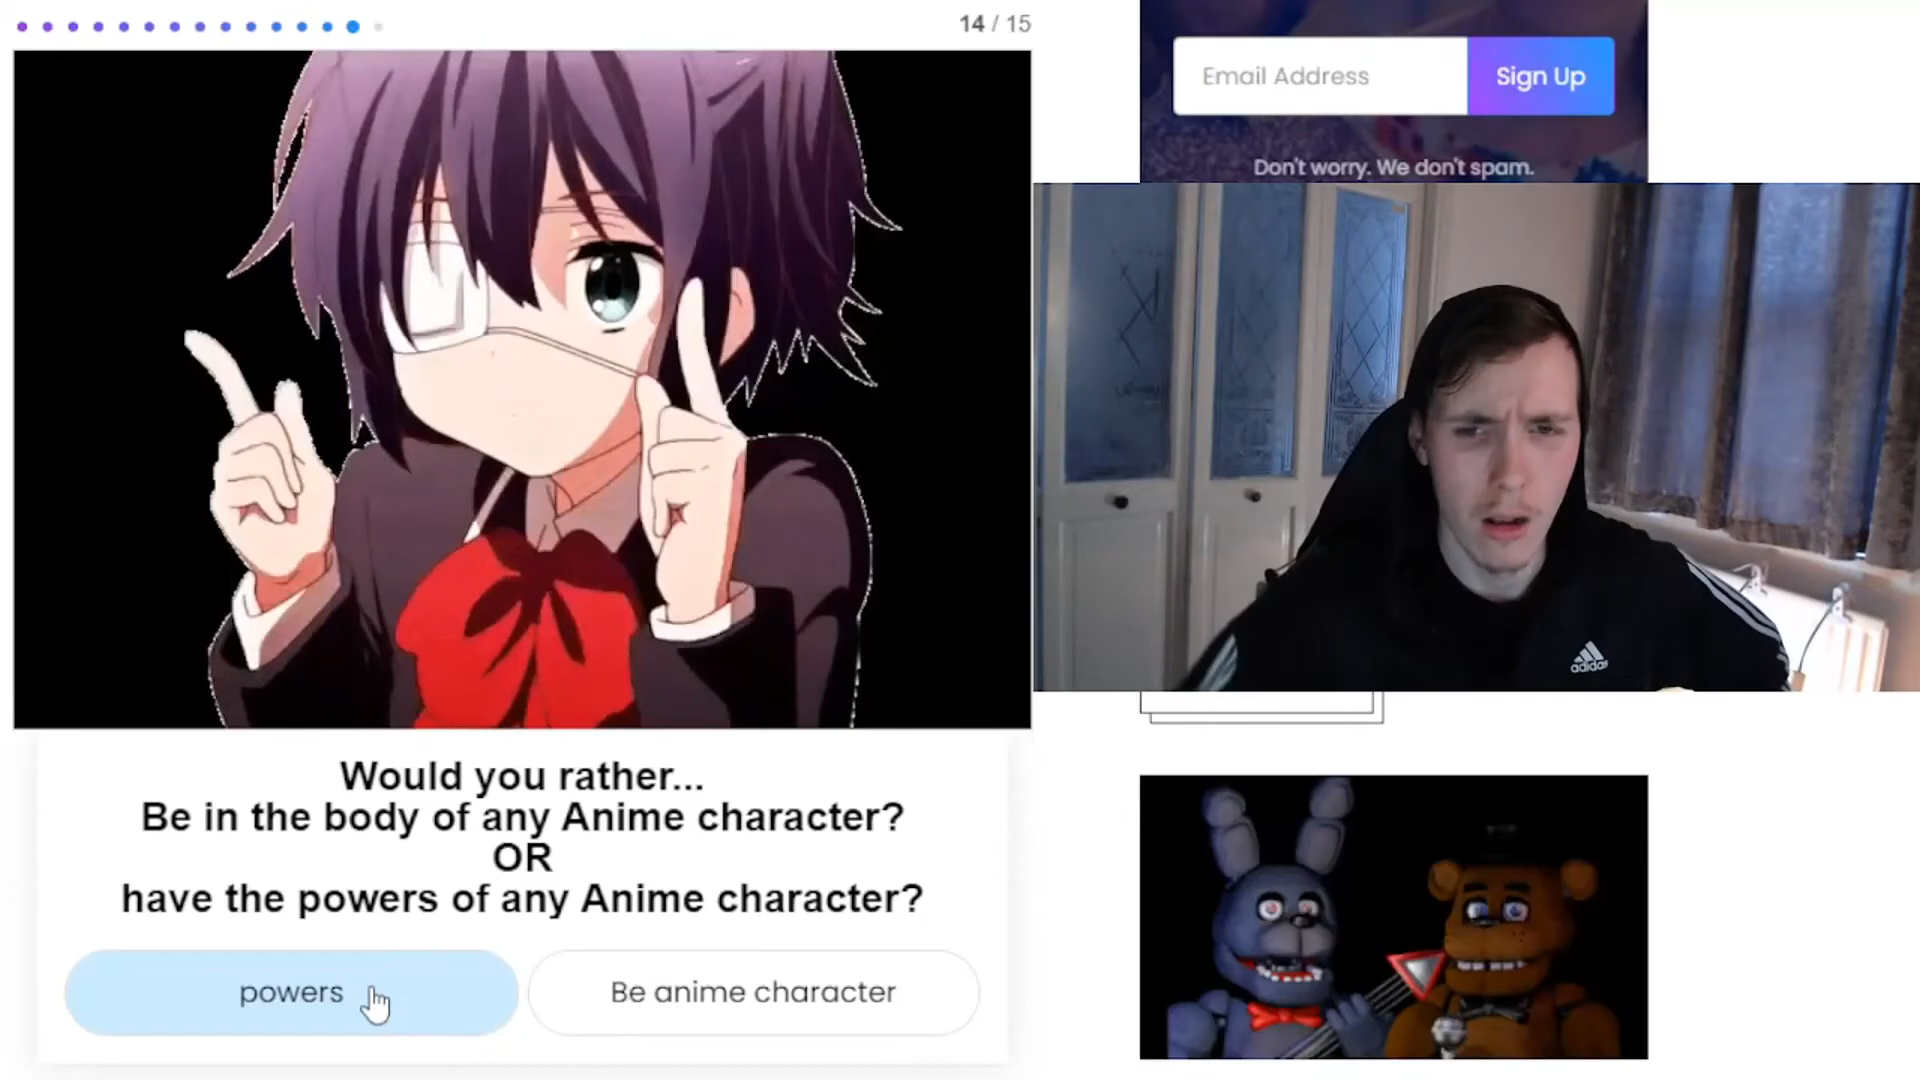 14 / 15
Email Address
Sign Up
Don't worry. We don't spam.
adidas
Would you rather...
Be in the body of any Anime character?
OR
have the powers of any Anime character?
powers
Be anime character